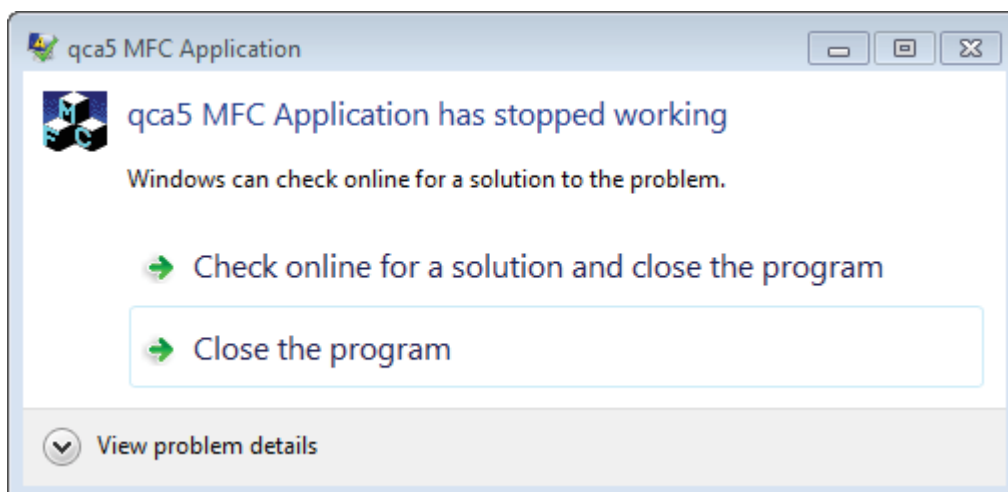 qca5 MFC Application
qca5 MFC Application has stopped working
Windows can check online for a solution to the problem.
Check online for a solution and close the program
Close the program
View problem details